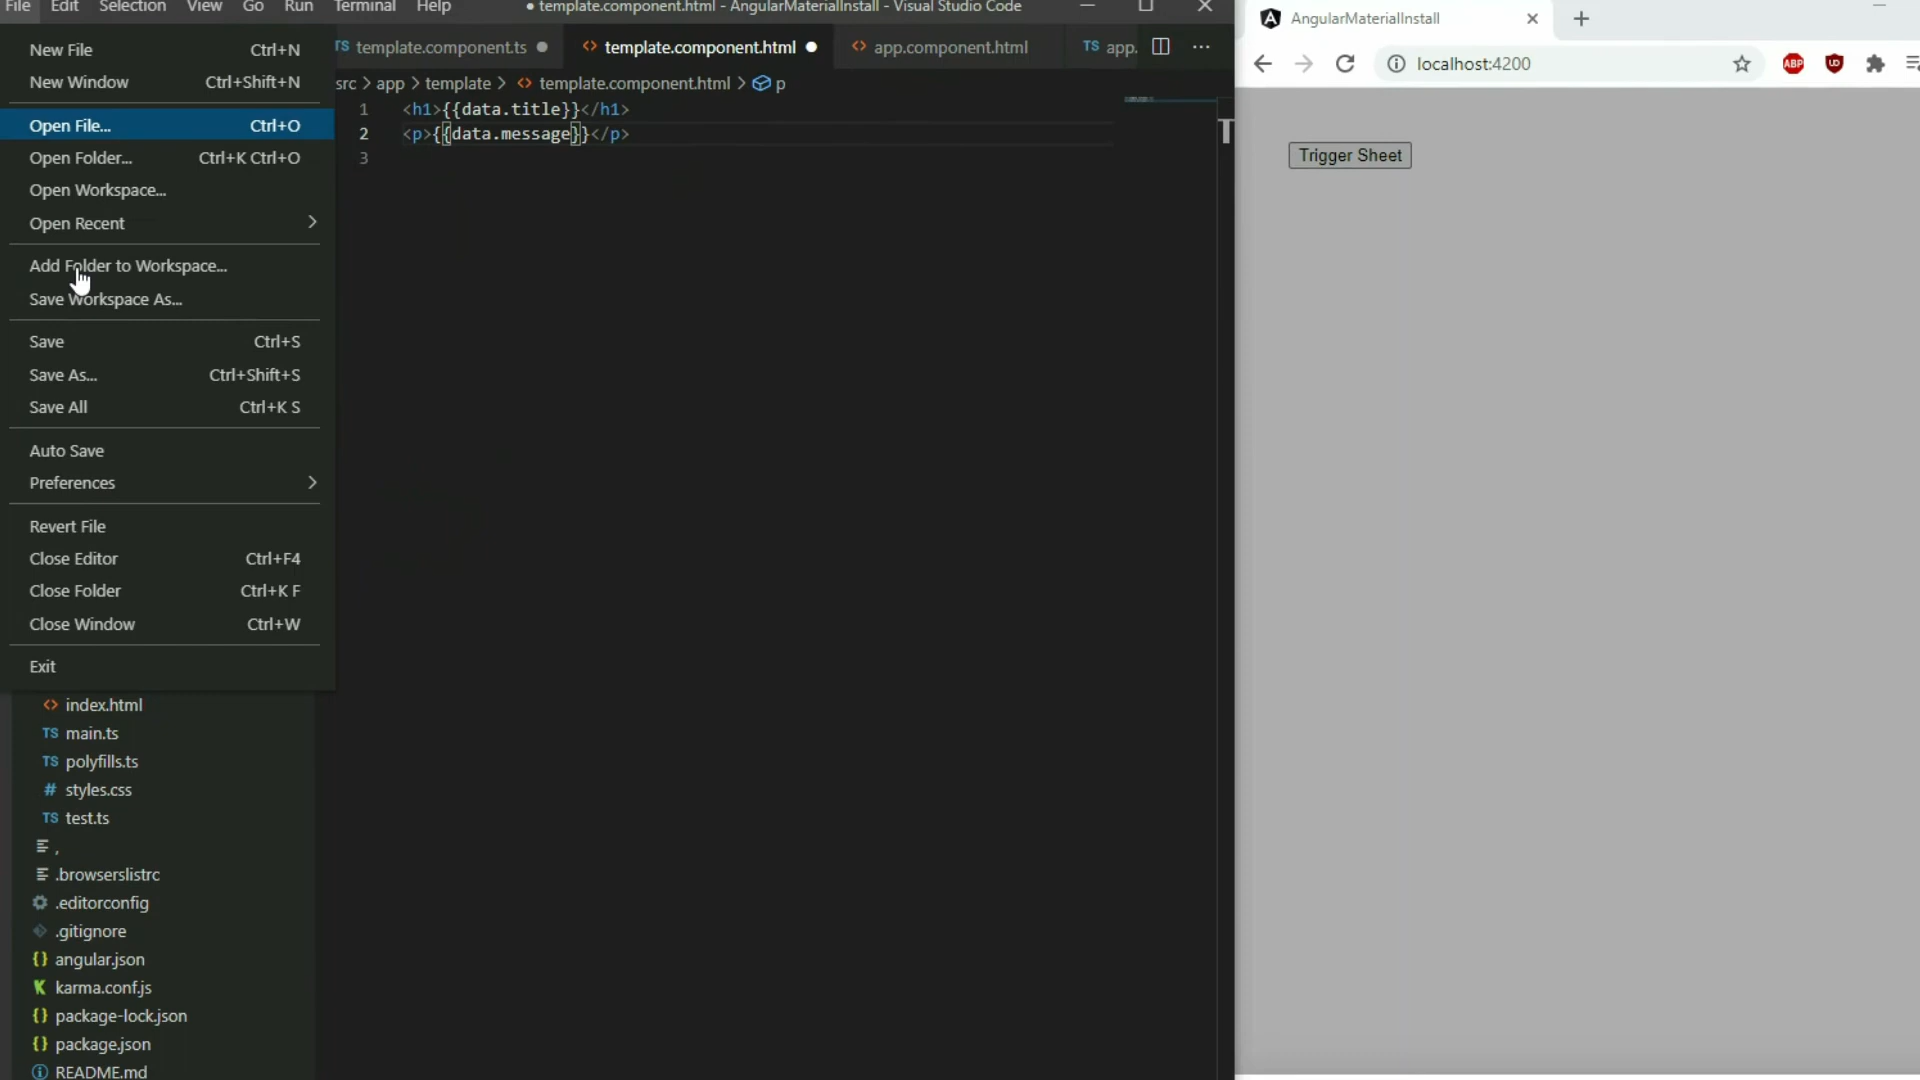 File Edit Selection View Go Run Terminal Help ● template.component.html - AngularMaterialInstall - Visual Studio Code
New File Ctrl+N
New Window Ctrl+Shift+N
Open File... Ctrl+O
Open Folder... Ctrl+K Ctrl+O
Open Workspace...
Open Recent
Add Folder to Workspace...
Save Workspace As...
Save Ctrl+S
Save As... Ctrl+Shift+S
Save All Ctrl+K S
Auto Save
Preferences
Revert File
Close Editor Ctrl+F4
Close Folder Ctrl+K F
Close Window Ctrl+W
Exit
<> index.html
TS main.ts
TS polyfills.ts
# styles.css
TS test.ts
,
.browserslistrc
.editorconfig
.gitignore
{} angular.json
K karma.conf.js
{} package-lock.json
{} package.json
README.md
TS template.component.ts ● <> template.component.html ● <> app.component.html TS app. ...
src > app > template > <> template.component.html > p
1 <h1>{{data.title}}</h1>
2 <p>{{data.message}}</p>
3
AngularMaterialInstall
localhost:4200 ABP
Trigger Sheet